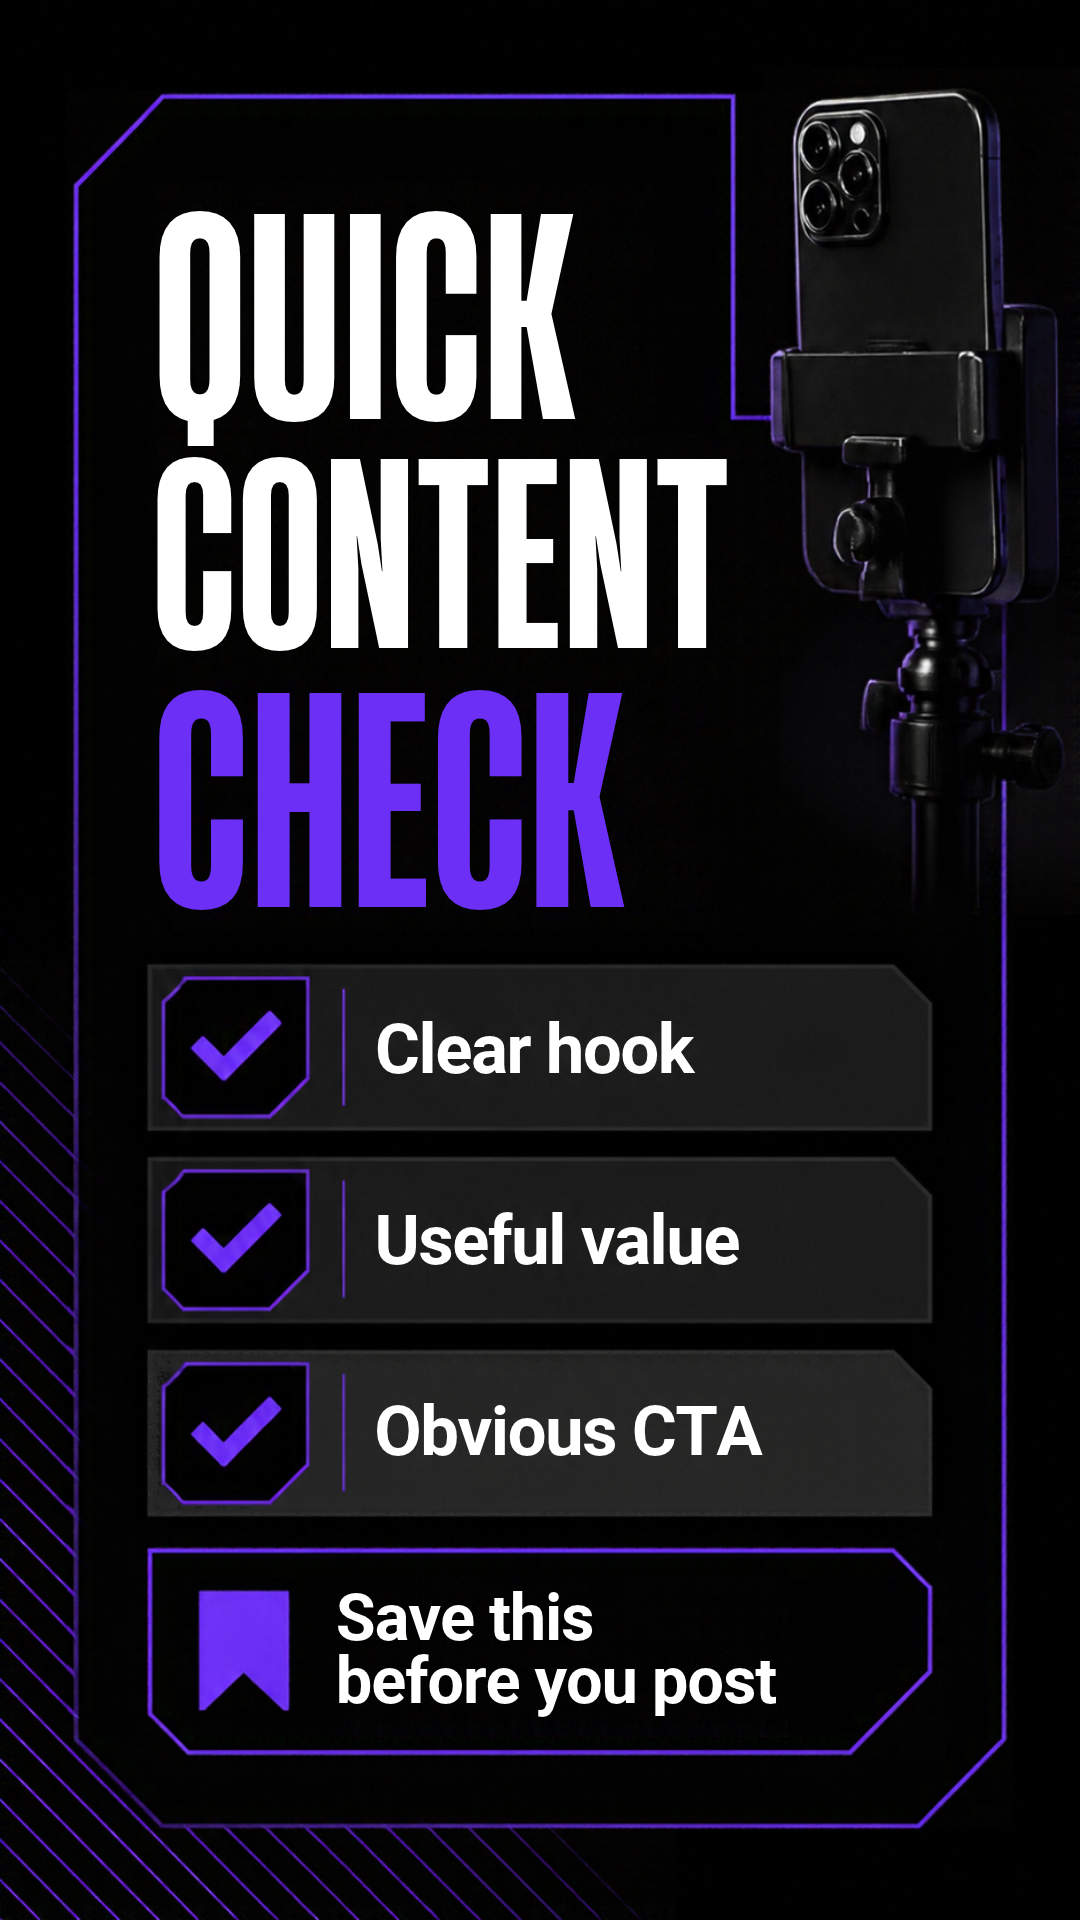 QUICK
CONTENT
CHECK
Clear hook
Useful value
Obvious CTA
Save this
before you post